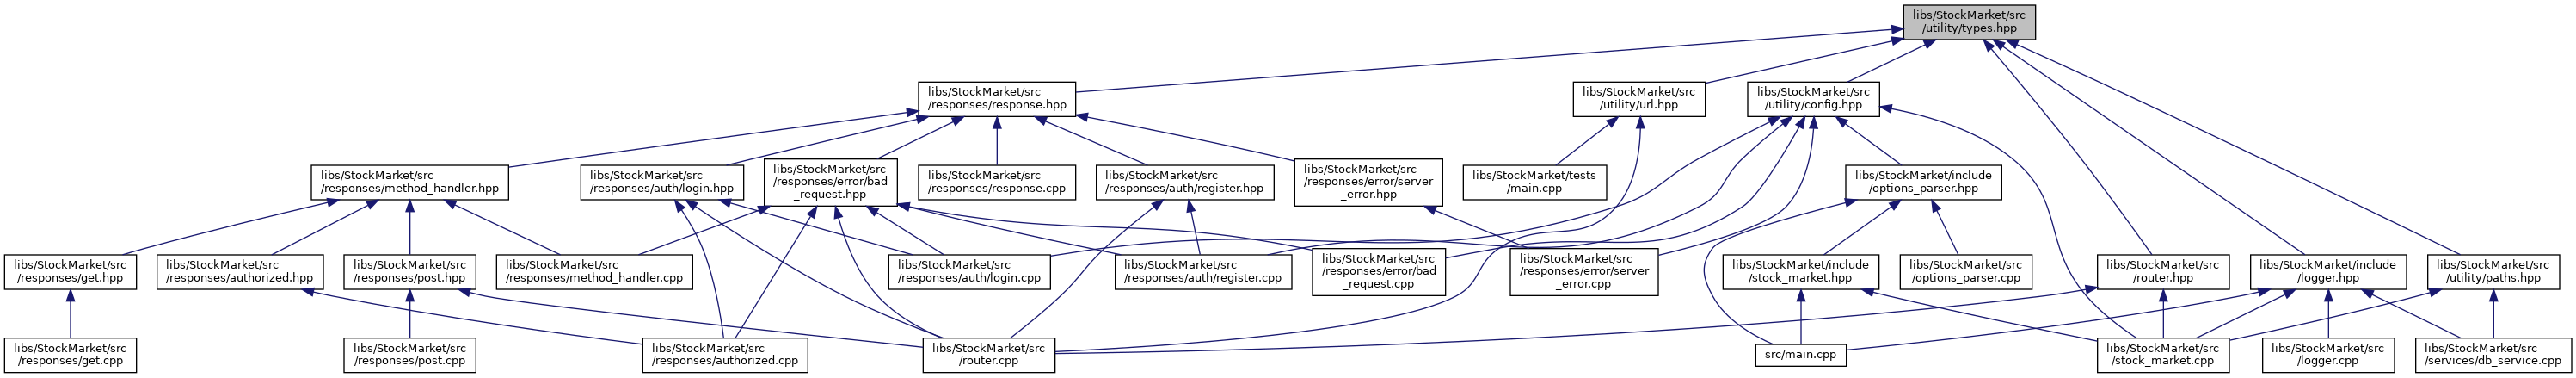 libs/StockMarket/src
/utility/types.hpp
libs/StockMarket/src
/responses/response.hpp
libs/StockMarket/src
/utility/url.hpp
libs/StockMarket/src
/utility/config.hpp
libs/StockMarket/src
/responses/method_handler.hpp
libs/StockMarket/src
/responses/auth/login.hpp
libs/StockMarket/src
/responses/error/bad
_request.hpp
libs/StockMarket/src
/responses/response.cpp
libs/StockMarket/src
/responses/auth/register.hpp
libs/StockMarket/src
/responses/error/server
_error.hpp
libs/StockMarket/tests
/main.cpp
libs/StockMarket/include
/options_parser.hpp
libs/StockMarket/src
/responses/get.hpp
libs/StockMarket/src
/responses/authorized.hpp
libs/StockMarket/src
/responses/post.hpp
libs/StockMarket/src
/responses/method_handler.cpp
libs/StockMarket/src
/responses/auth/login.cpp
libs/StockMarket/src
/responses/auth/register.cpp
libs/StockMarket/src
/responses/error/bad
_request.cpp
libs/StockMarket/src
/responses/error/server
_error.cpp
libs/StockMarket/include
/stock_market.hpp
libs/StockMarket/src
/options_parser.cpp
libs/StockMarket/src
/router.hpp
libs/StockMarket/include
/logger.hpp
libs/StockMarket/src
/utility/paths.hpp
libs/StockMarket/src
/responses/get.cpp
libs/StockMarket/src
/responses/post.cpp
libs/StockMarket/src
/responses/authorized.cpp
libs/StockMarket/src
/router.cpp
src/main.cpp
libs/StockMarket/src
/stock_market.cpp
libs/StockMarket/src
/logger.cpp
libs/StockMarket/src
/services/db_service.cpp